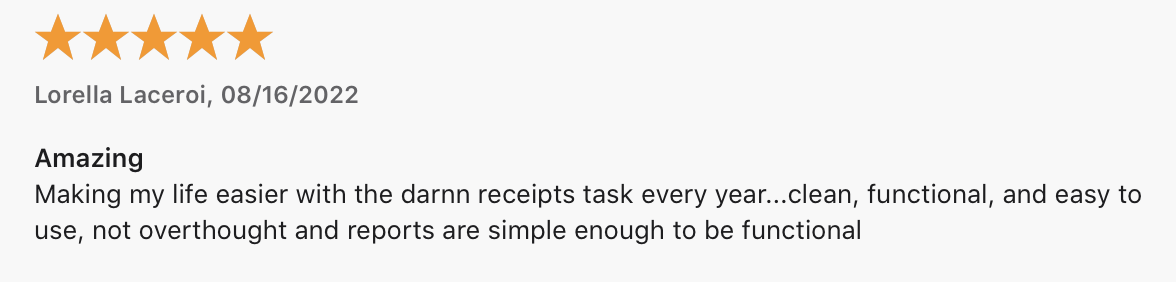 Lorella Laceroi, 08/16/2022
Amazing
Making my life easier with the darnn receipts task every year...clean, functional, and easy to
use, not overthought and reports are simple enough to be functional